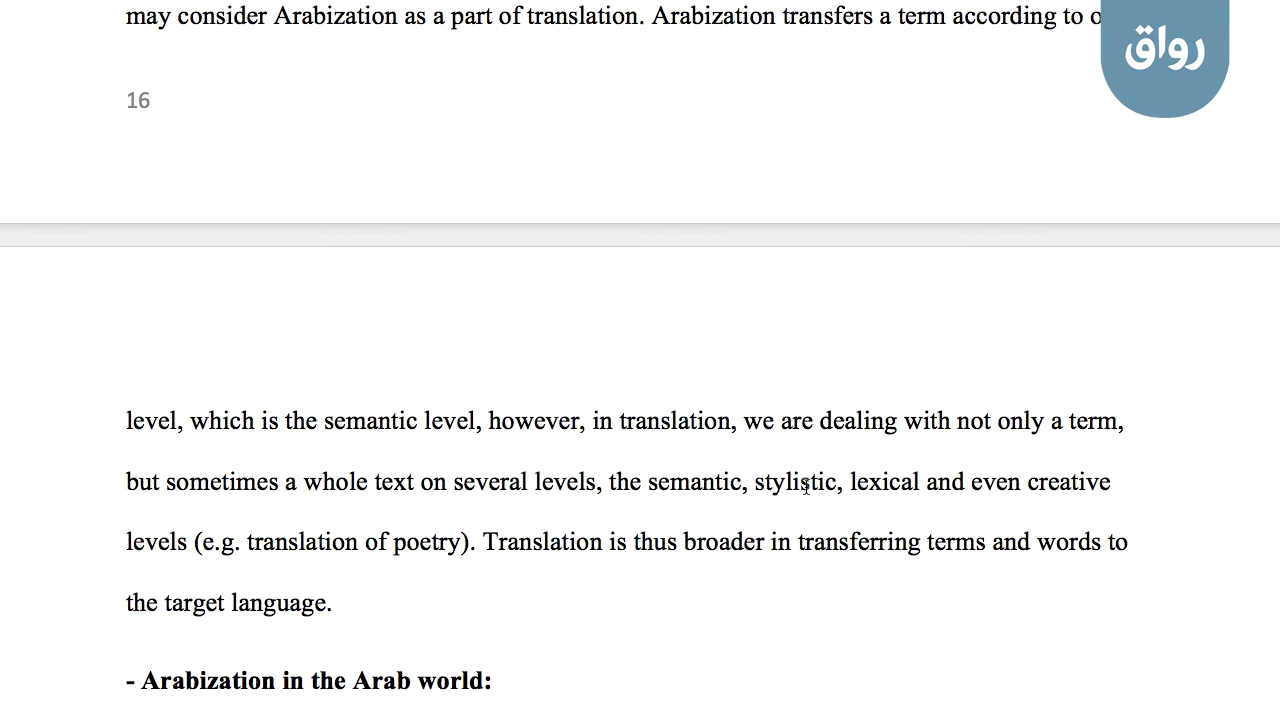 may consider Arabization as a part of translation. Arabization transfers a term according to
رواق
16
level, which is the semantic level, however, in translation, we are dealing with not only a term,
but sometimes a whole text on several levels, the semantic, stylistic, lexical and even creative
levels (e.g. translation of poetry). Translation is thus broader in transferring terms and words to
the target language.
- Arabization in the Arab world: